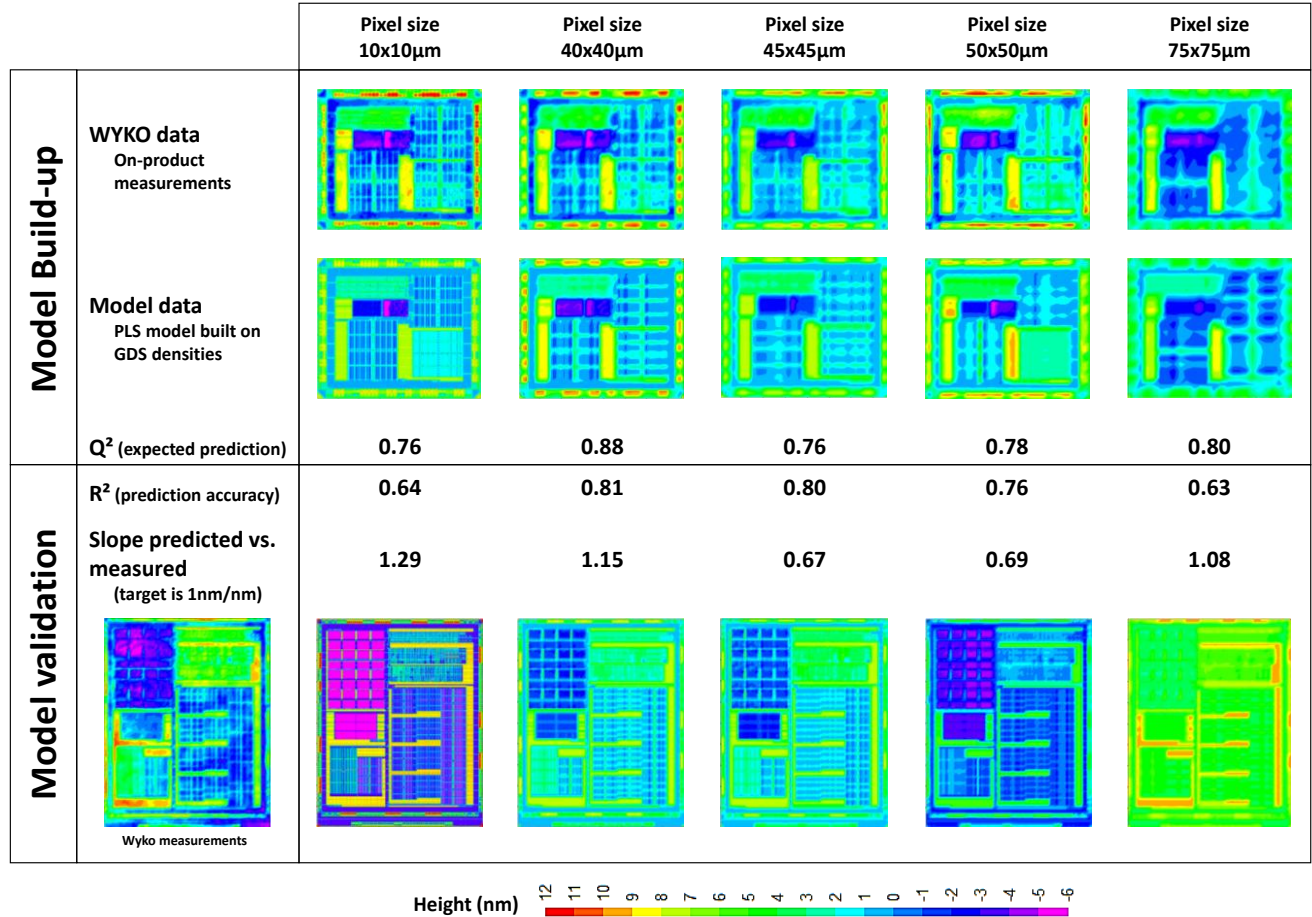 Pixel size
10x10µm
Pixel size
40x40µm
Pixel size
45x45µm
Pixel size
50x50µm
Pixel size
75x75µm
Model Build-up
WYKO data
On-product
measurements
Model data
PLS model built on
GDS densities
Q² (expected prediction)
0.76
0.88
0.76
0.78
0.80
Model validation
R² (prediction accuracy)
0.64
0.81
0.80
0.76
0.63
Slope predicted vs.
measured
(target is 1nm/nm)
1.29
1.15
0.67
0.69
1.08
Wyko measurements
Height (nm)
12
11
10
9
8
7
6
5
4
3
2
1
0
-1
-2
-3
-4
-5
-6